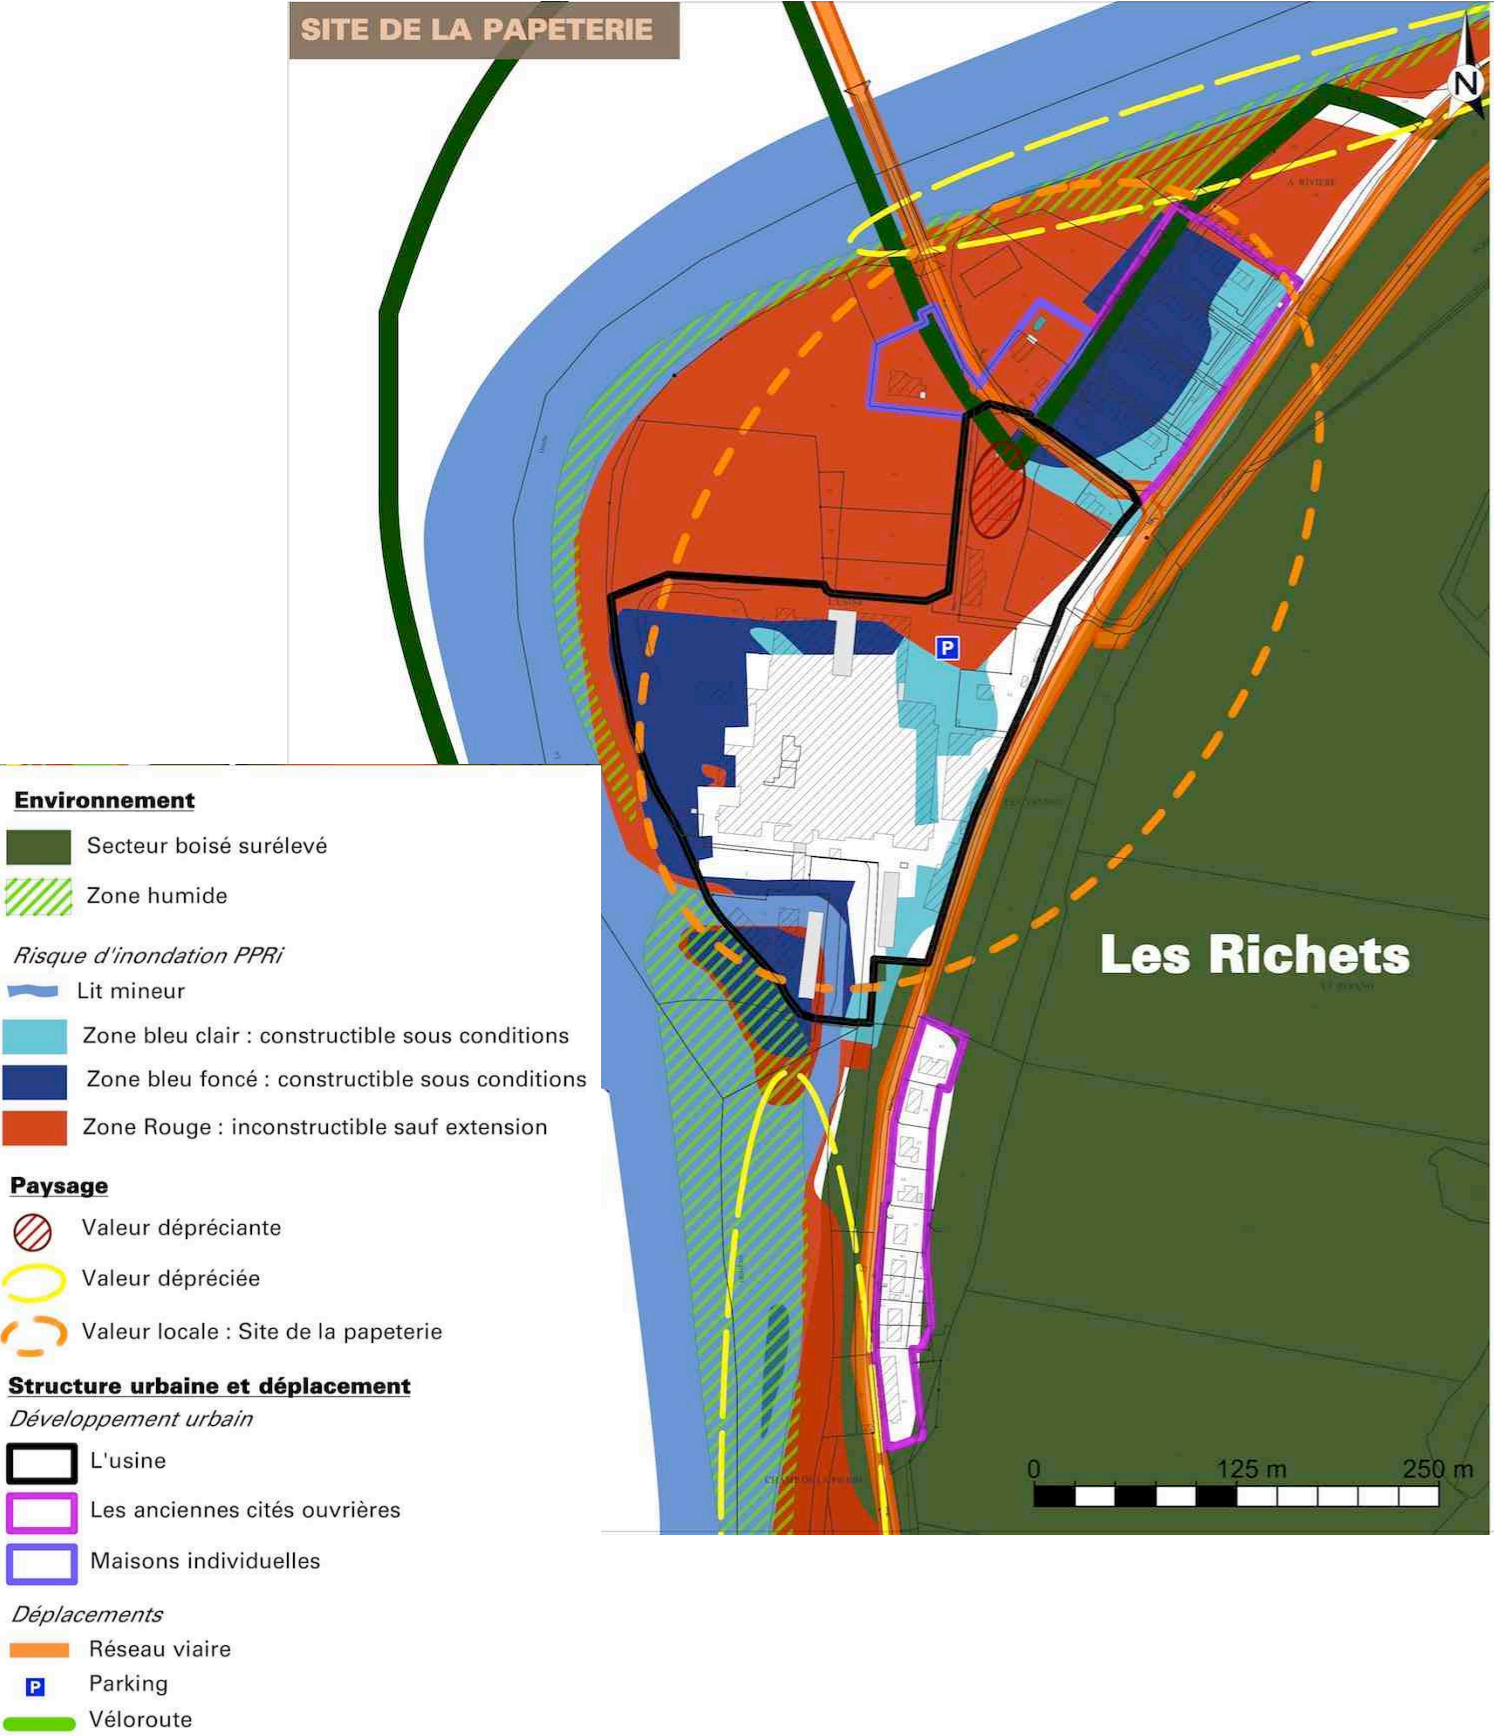 SITE DE LA PAPETERIE
N
A RIVIERE
P
Les Richets
0 125 m 250 m
Environnement
Secteur boisé surélevé
Zone humide
Risque d'inondation PPRi
Lit mineur
Zone bleu clair : constructible sous conditions
Zone bleu foncé : constructible sous conditions
Zone Rouge : inconstructible sauf extension
Paysage
Valeur dépréciante
Valeur dépréciée
Valeur locale : Site de la papeterie
Structure urbaine et déplacement
Développement urbain
L'usine
Les anciennes cités ouvrières
Maisons individuelles
Déplacements
Réseau viaire
P Parking
Véloroute